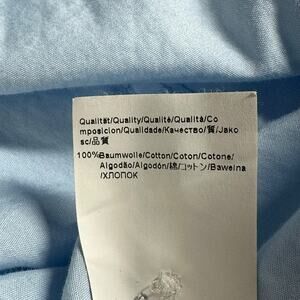 Qualität/Quality/Qualité/Qualità/Co
mposicion/Qualidade/Качество/質/Jako
sc/品質
100%Baumwolle/Cotton/Coton/Cotone/
Algodão/Algodón/綿/コットン/Bawełna
/ХЛОПОК